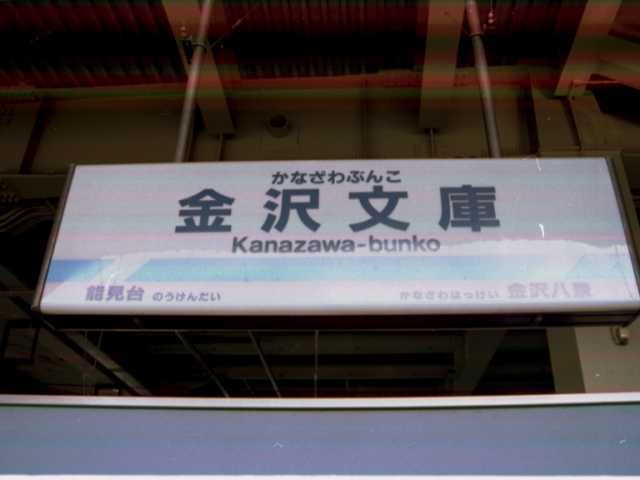 かなざわぶんこ
金沢文庫
Kanazawa-bunko
能見台 のうけんだい かなざわはっけい 金沢八景